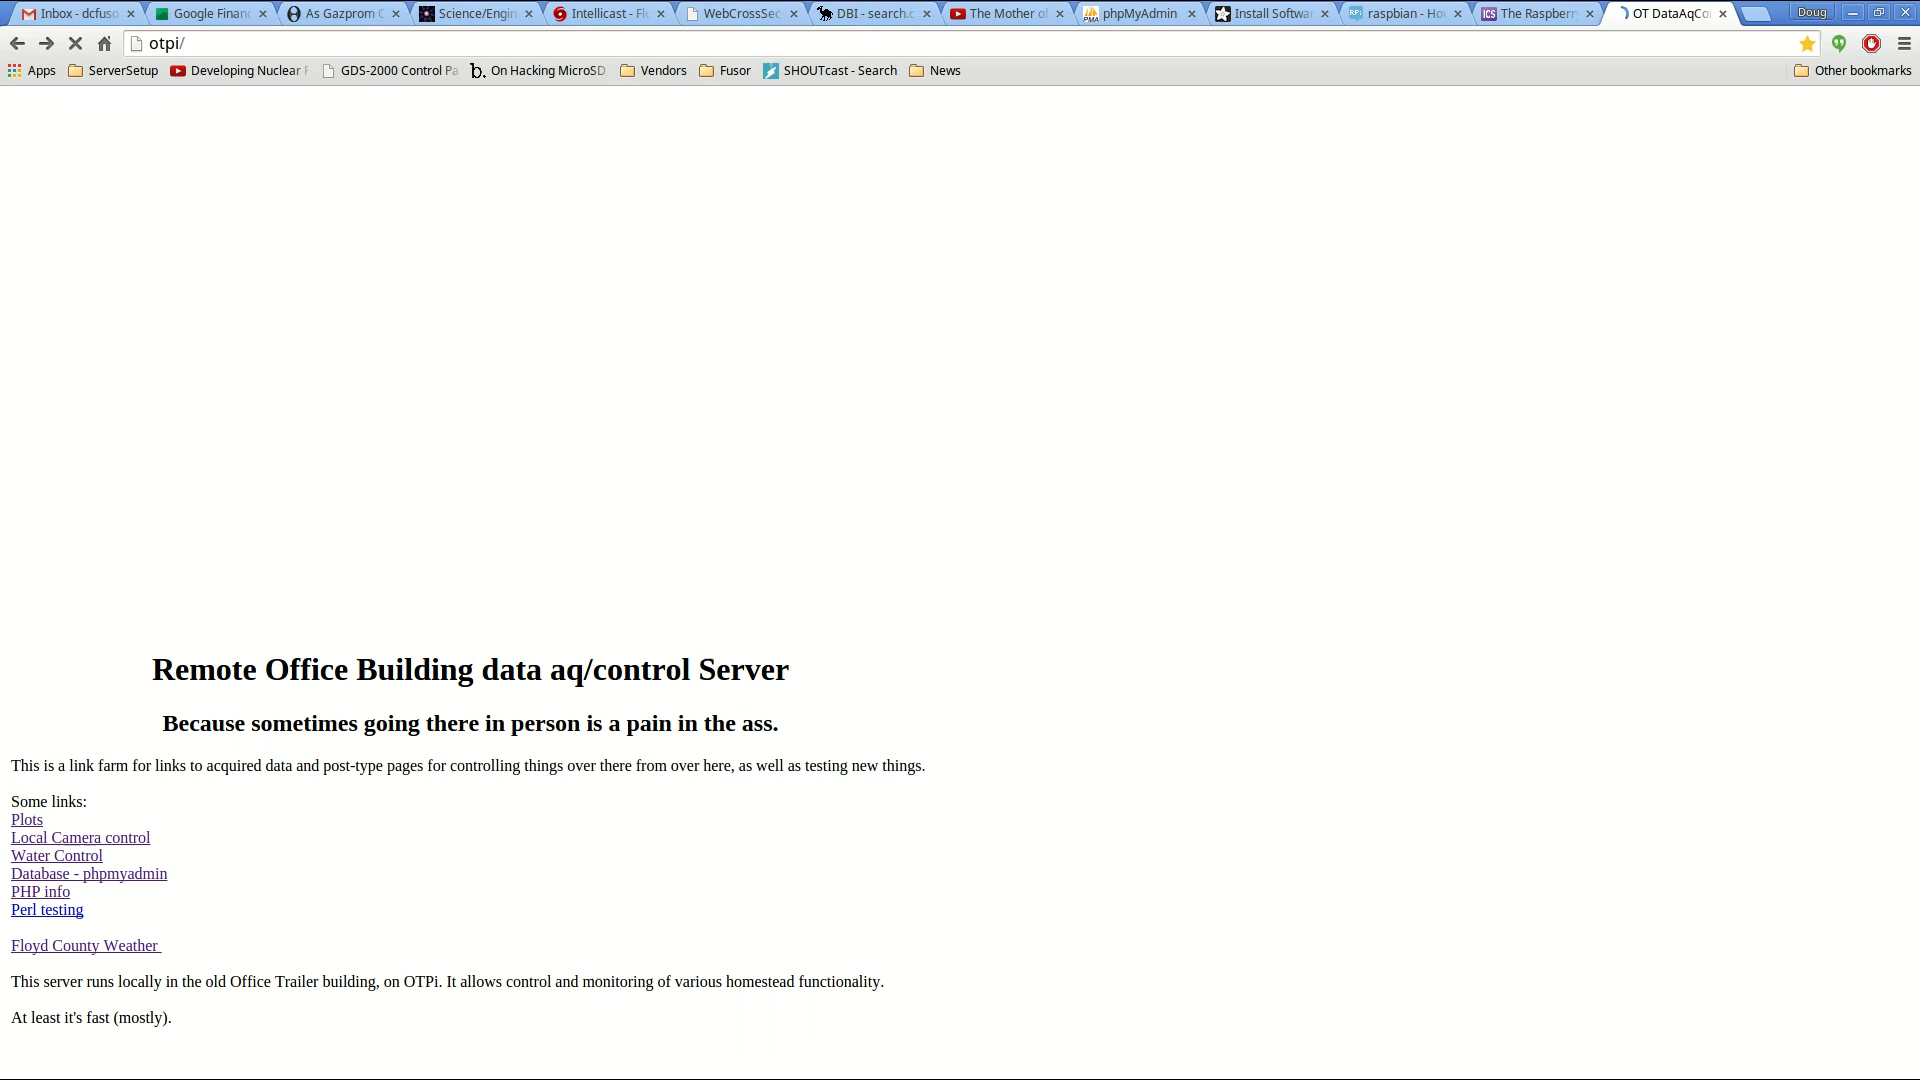 Inbox - dcfuso
Google Financ
As Gazprom C
Science/Engin
Intellicast - Fl
WebCrossSec
DBI - search.c
The Mother of
phpMyAdmin
Install Softwa
raspbian - Ho
The Raspberr
OT DataAqCo
Doug
otpi/
Apps
ServerSetup
Developing Nuclear
GDS-2000 Control Pa
b. On Hacking MicroSD
Vendors
Fusor
SHOUTcast - Search
News
Other bookmarks
Remote Office Building data aq/control Server
Because sometimes going there in person is a pain in the ass.
This is a link farm for links to acquired data and post-type pages for controlling things over there from over here, as well as testing new things.
Some links:
Plots
Local Camera control
Water Control
Database - phpmyadmin
PHP info
Perl testing
Floyd County Weather
This server runs locally in the old Office Trailer building, on OTPi. It allows control and monitoring of various homestead functionality.
At least it's fast (mostly).